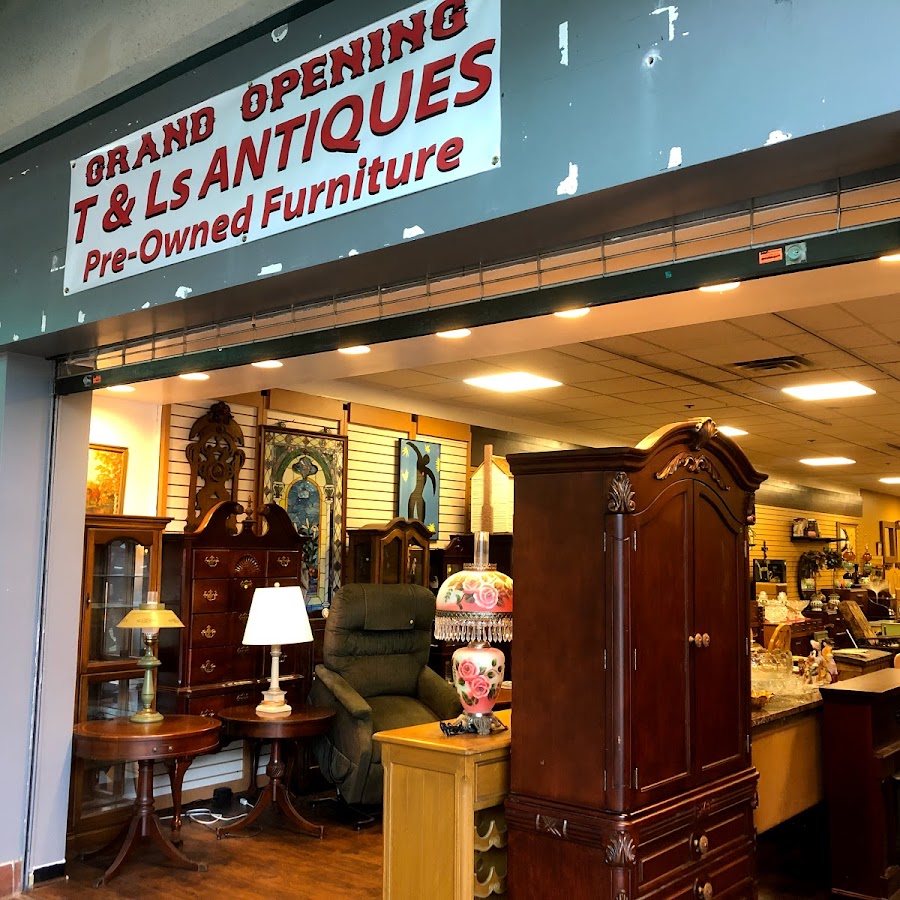 GRAND OPENING
T & Ls ANTIQUES
Pre-Owned Furniture